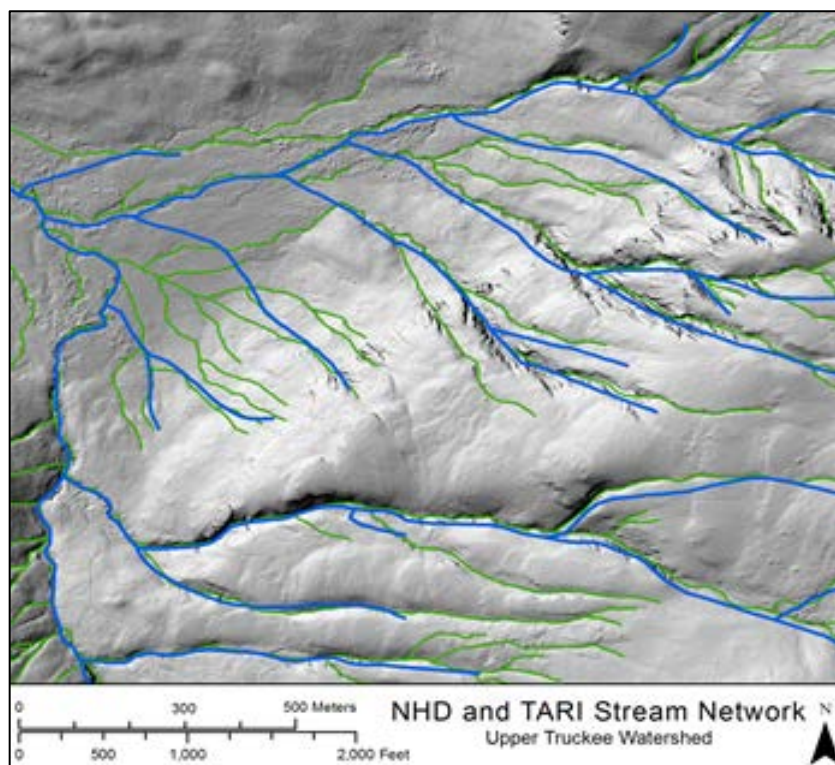 0 300 500 Meters
0 500 1,000 2,000 Feet
NHD and TARI Stream Network
Upper Truckee Watershed
N